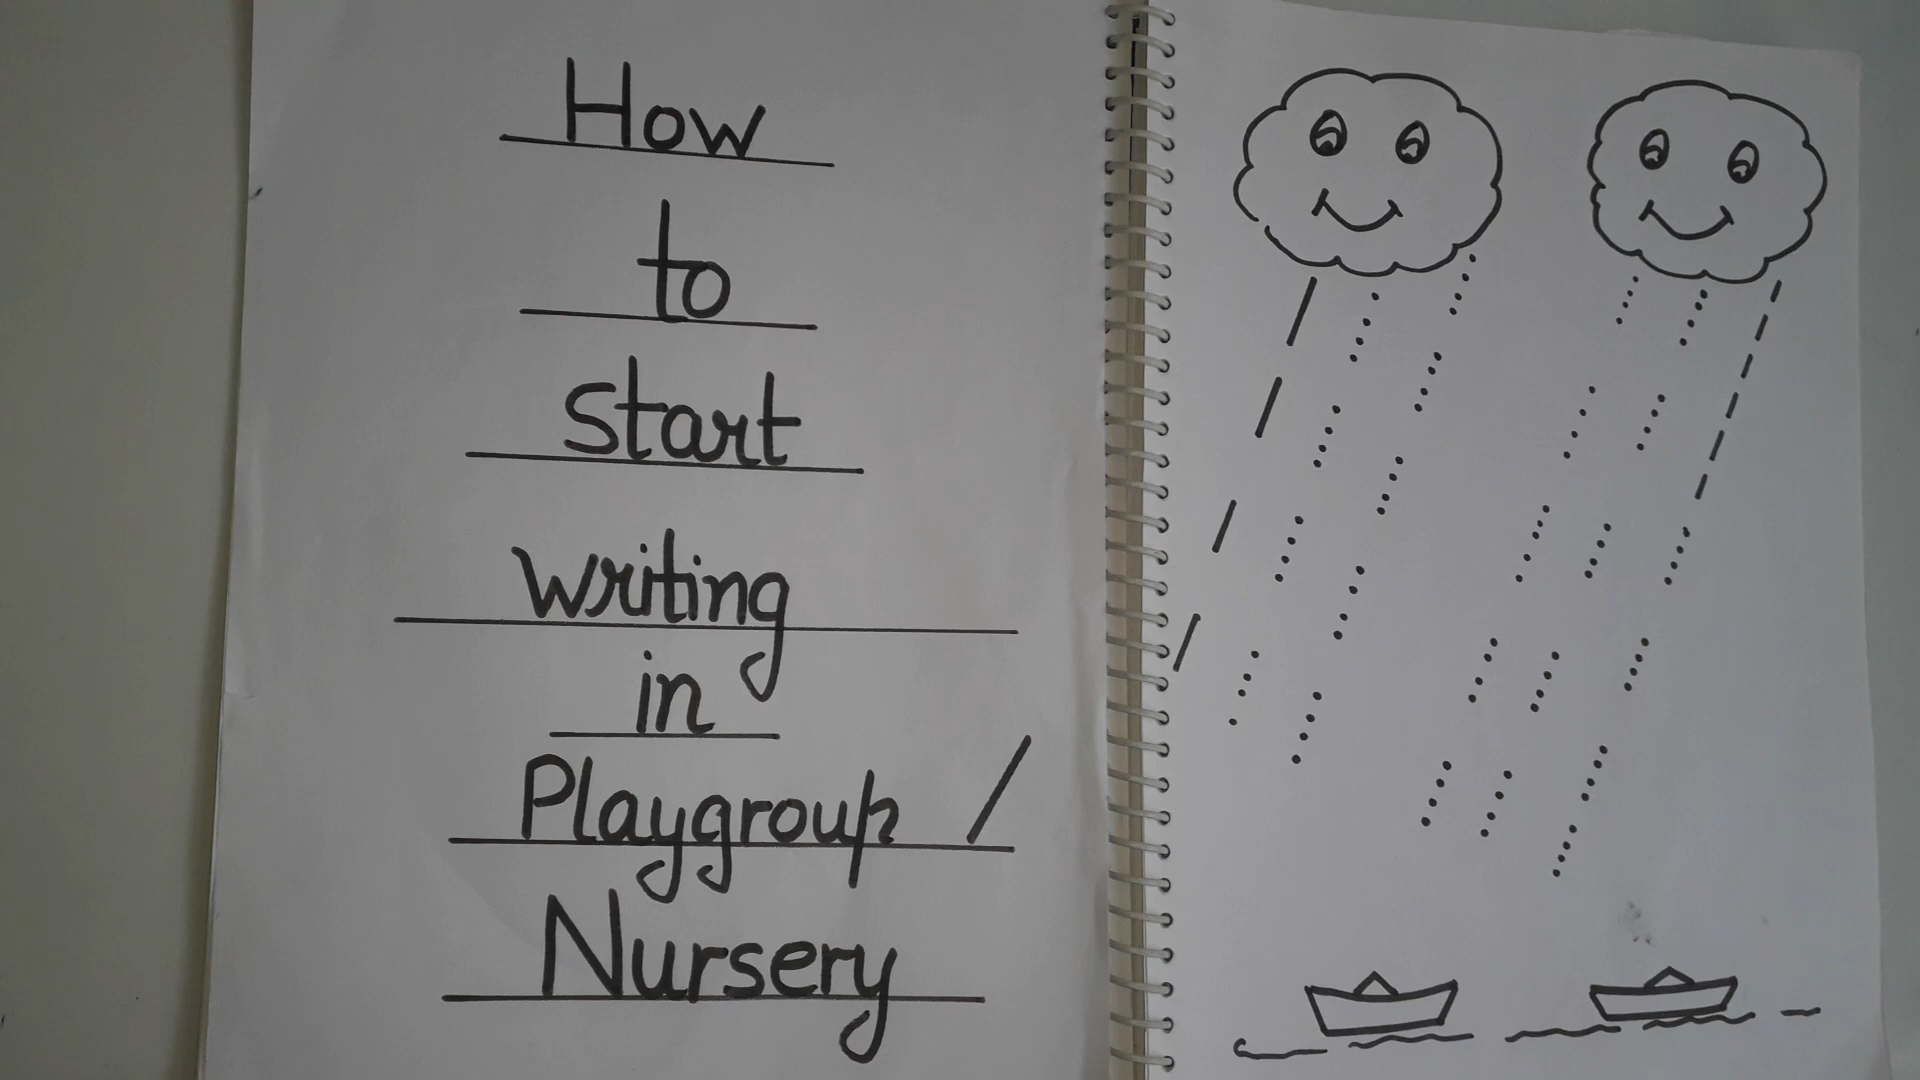 How
to
start
writing
in
Playgroup /
Nursery